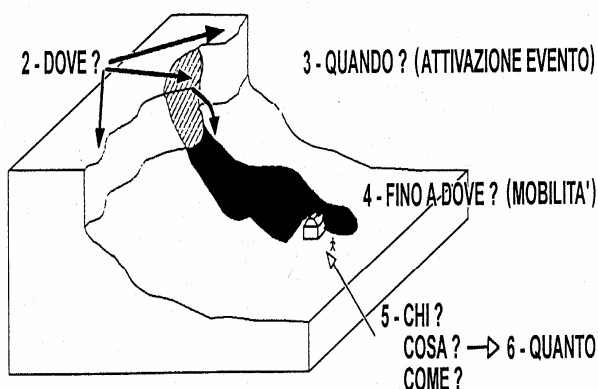 2 - DOVE ?
3 - QUANDO ? (ATTIVAZIONE EVENTO)
4 - FINO A DOVE ? (MOBILITA')
5 - CHI ?
COSA ? 6 - QUANTO
COME ?